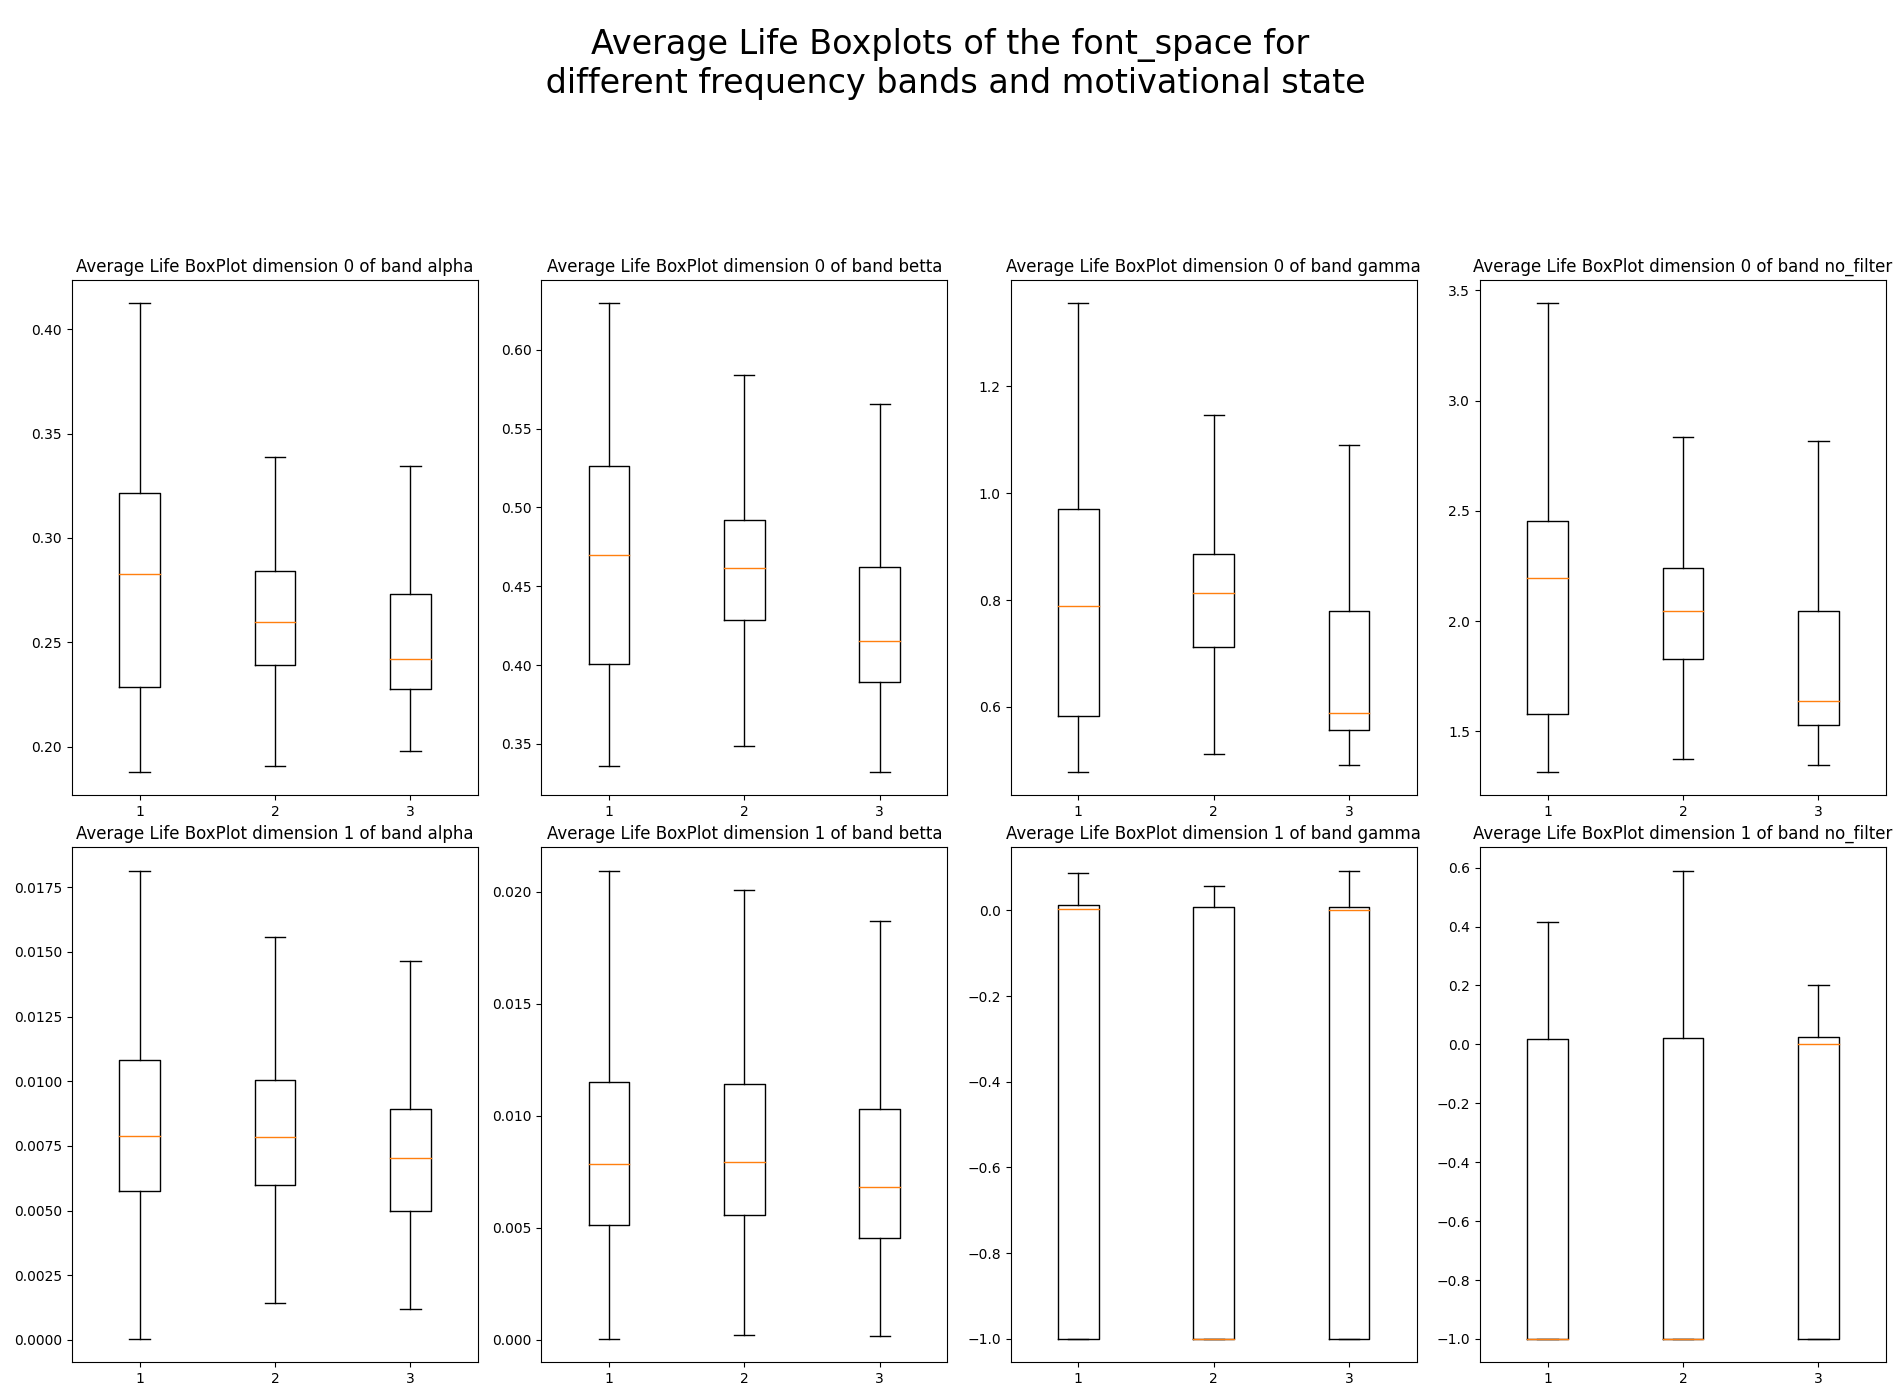 Average Life Boxplots of the font_space for
different frequency bands and motivational state
Average Life BoxPlot dimension 0 of band alpha
0.40
0.35
0.30
0.25
0.20
1 2 3
Average Life BoxPlot dimension 0 of band betta
0.60
0.55
0.50
0.45
0.40
0.35
1 2 3
Average Life BoxPlot dimension 0 of band gamma
1.2
1.0
0.8
0.6
1 2 3
Average Life BoxPlot dimension 0 of band no_filter
3.5
3.0
2.5
2.0
1.5
1 2 3
Average Life BoxPlot dimension 1 of band alpha
0.0175
0.0150
0.0125
0.0100
0.0075
0.0050
0.0025
0.0000
1 2 3
Average Life BoxPlot dimension 1 of band betta
0.020
0.015
0.010
0.005
0.000
1 2 3
Average Life BoxPlot dimension 1 of band gamma
0.0
−0.2
−0.4
−0.6
−0.8
−1.0
1 2 3
Average Life BoxPlot dimension 1 of band no_filter
0.6
0.4
0.2
0.0
−0.2
−0.4
−0.6
−0.8
−1.0
1 2 3